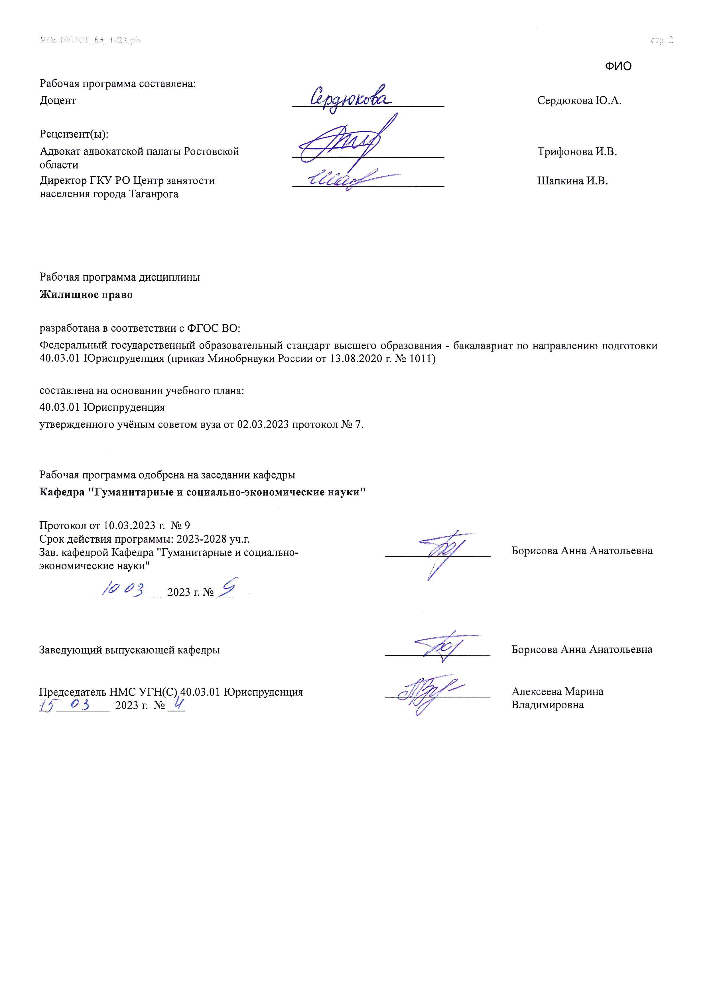 УП: 400301_85_1-23.plx стр. 2
ФИО
Рабочая программа составлена:
Доцент Сердюкова Сердюкова Ю.А.
Рецензент(ы):
Адвокат адвокатской палаты Ростовской Трифонова И.В.
области
Директор ГКУ РО Центр занятости Шапкина И.В.
населения города Таганрога
Рабочая программа дисциплины
Жилищное право
разработана в соответствии с ФГОС ВО:
Федеральный государственный образовательный стандарт высшего образования - бакалавриат по направлению подготовки
40.03.01 Юриспруденция (приказ Минобрнауки России от 13.08.2020 г. № 1011)
составлена на основании учебного плана:
40.03.01 Юриспруденция
утвержденного учёным советом вуза от 02.03.2023 протокол № 7.
Рабочая программа одобрена на заседании кафедры
Кафедра "Гуманитарные и социально-экономические науки"
Протокол от 10.03.2023 г. № 9
Срок действия программы: 2023-2028 уч.г.
Зав. кафедрой Кафедра "Гуманитарные и социально- Борисова Анна Анатольевна
экономические науки"
10 03 2023 г. № 9
Заведующий выпускающей кафедры Борисова Анна Анатольевна
Председатель НМС УГН(С) 40.03.01 Юриспруденция Алексеева Марина
15 03 2023 г. № 4 Владимировна